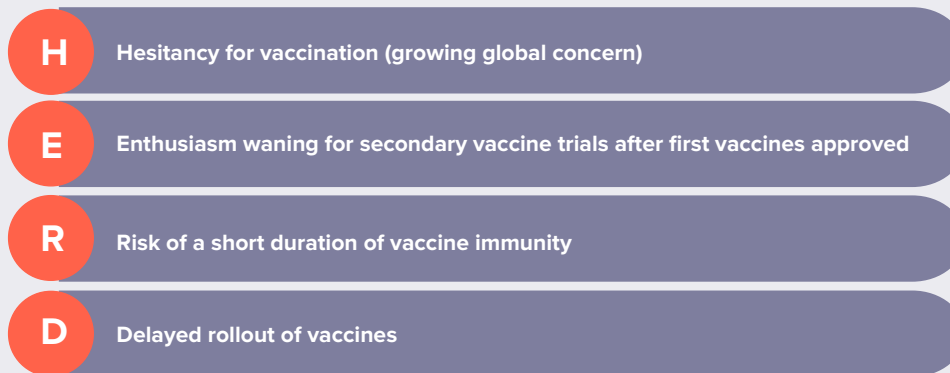 H Hesitancy for vaccination (growing global concern)
E Enthusiasm waning for secondary vaccine trials after first vaccines approved
R Risk of a short duration of vaccine immunity
D Delayed rollout of vaccines